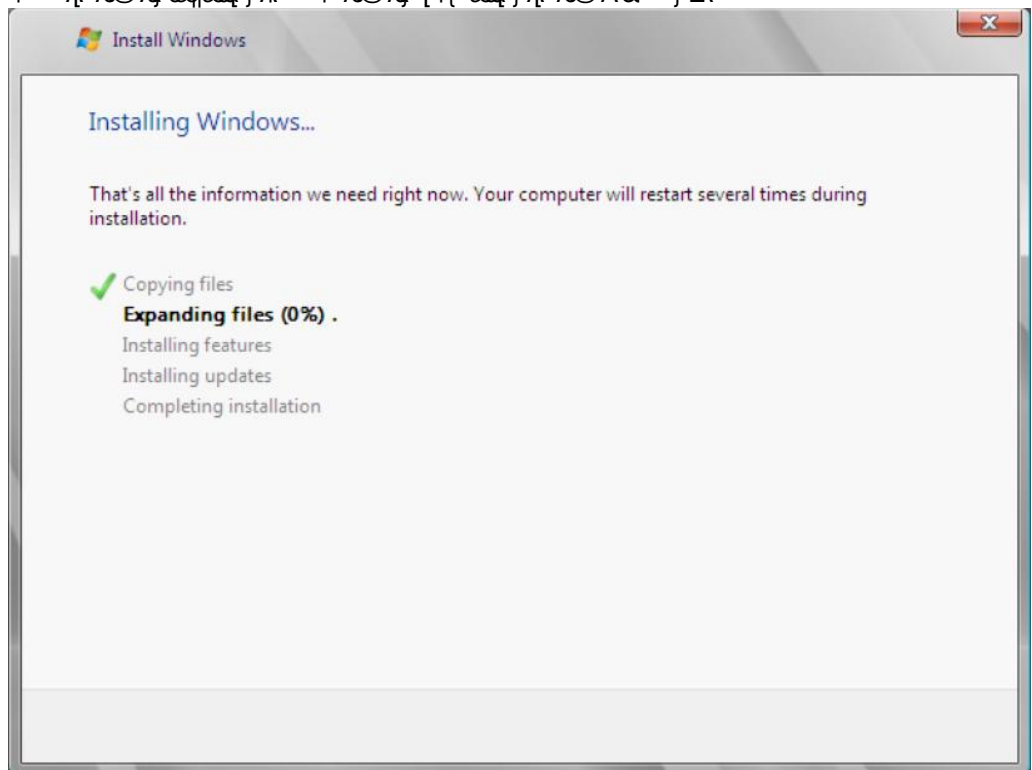 Install Windows
Installing Windows...
That's all the information we need right now. Your computer will restart several times during
installation.
Copying files
Expanding files (0%) .
Installing features
Installing updates
Completing installation